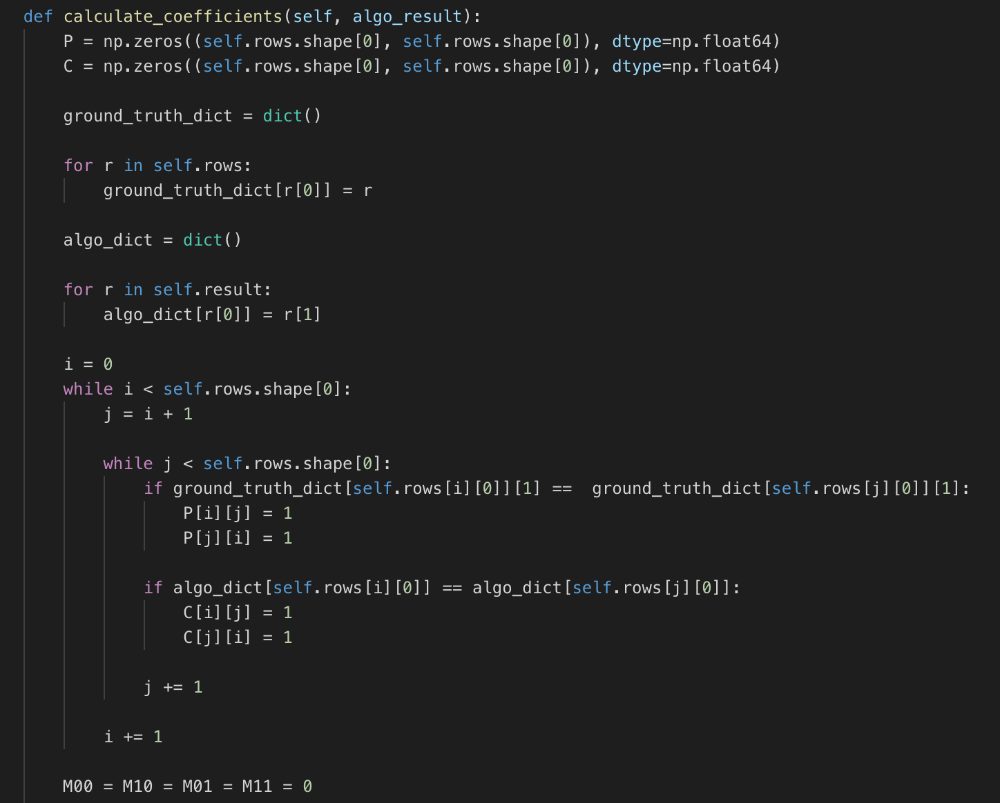 def calculate_coefficients(self, algo_result):
    P = np.zeros((self.rows.shape[0], self.rows.shape[0]), dtype=np.float64)
    C = np.zeros((self.rows.shape[0], self.rows.shape[0]), dtype=np.float64)

    ground_truth_dict = dict()

    for r in self.rows:
        ground_truth_dict[r[0]] = r

    algo_dict = dict()

    for r in self.result:
        algo_dict[r[0]] = r[1]

    i = 0
    while i < self.rows.shape[0]:
        j = i + 1

        while j < self.rows.shape[0]:
            if ground_truth_dict[self.rows[i][0]][1] ==  ground_truth_dict[self.rows[j][0]][1]:
                P[i][j] = 1
                P[j][i] = 1

            if algo_dict[self.rows[i][0]] == algo_dict[self.rows[j][0]]:
                C[i][j] = 1
                C[j][i] = 1

            j += 1

        i += 1

    M00 = M10 = M01 = M11 = 0